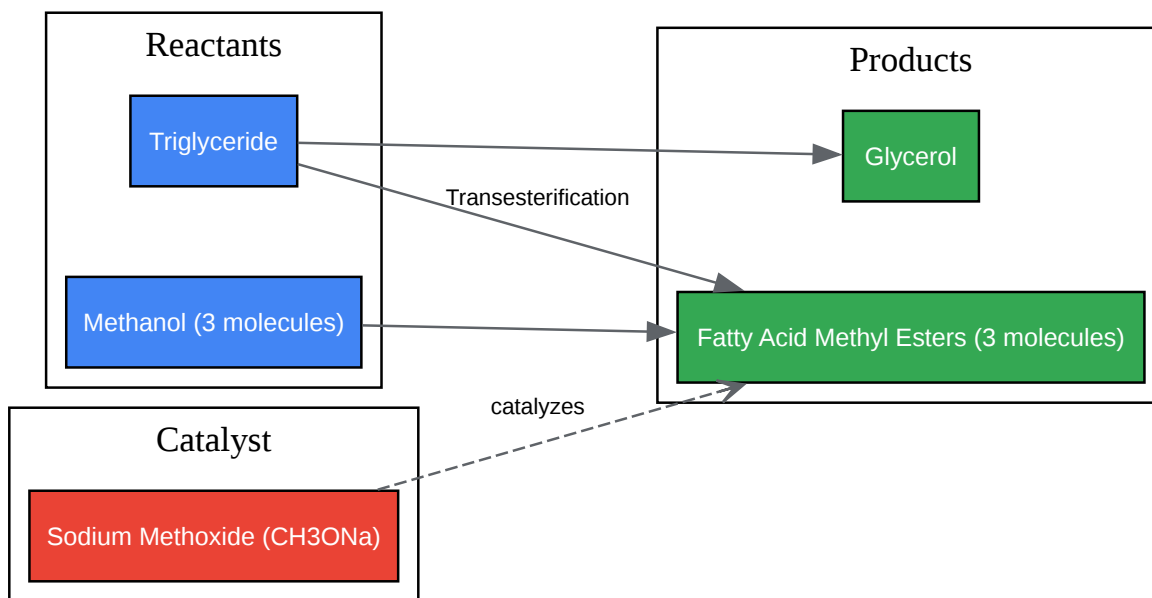 Reactants
Triglyceride
Methanol (3 molecules)
Transesterification
Products
Glycerol
Fatty Acid Methyl Esters (3 molecules)
catalyzes
Catalyst
Sodium Methoxide (CH3ONa)